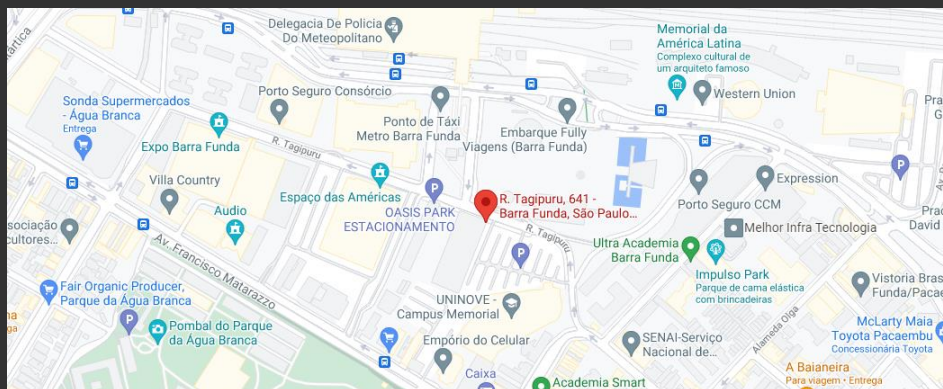 Delegacia De Policia
Do Meteopolitano
Memorial da
América Latina
Complexo cultural de
um arquiteto famoso
Western Union
Sonda Supermercados
- Água Branca
Entrega
Porto Seguro Consórcio
Ponto de Táxi
Metro Barra Funda
Embarque Fully
Viagens (Barra Funda)
Expo Barra Funda
R. Tagipuru
Villa Country
Espaço das Américas
OASIS PARK
ESTACIONAMENTO
R. Tagipuru, 641 -
Barra Funda, São Paulo...
R. Tagipuru
Porto Seguro CCM
Expression
Melhor Infra Tecnologia
David
Audio
Av. Francisco Matarazzo
Ultra Academia
Barra Funda
Impulso Park
Parque de cama elástica
com brincadeiras
Fair Organic Producer,
Parque da Água Branca
Pombal do Parque
da Água Branca
UNINOVE -
Campus Memorial
Empório do Celular
Caixa
Academia Smart
SENAI-Serviço
Nacional de...
Alameda Olga
Vistoria Bras
Funda/Pacae
McLarty Maia
Toyota Pacaembu
Concessionária Toyota
A Baianeira
Para viagem • Entrega
P
P
P
P